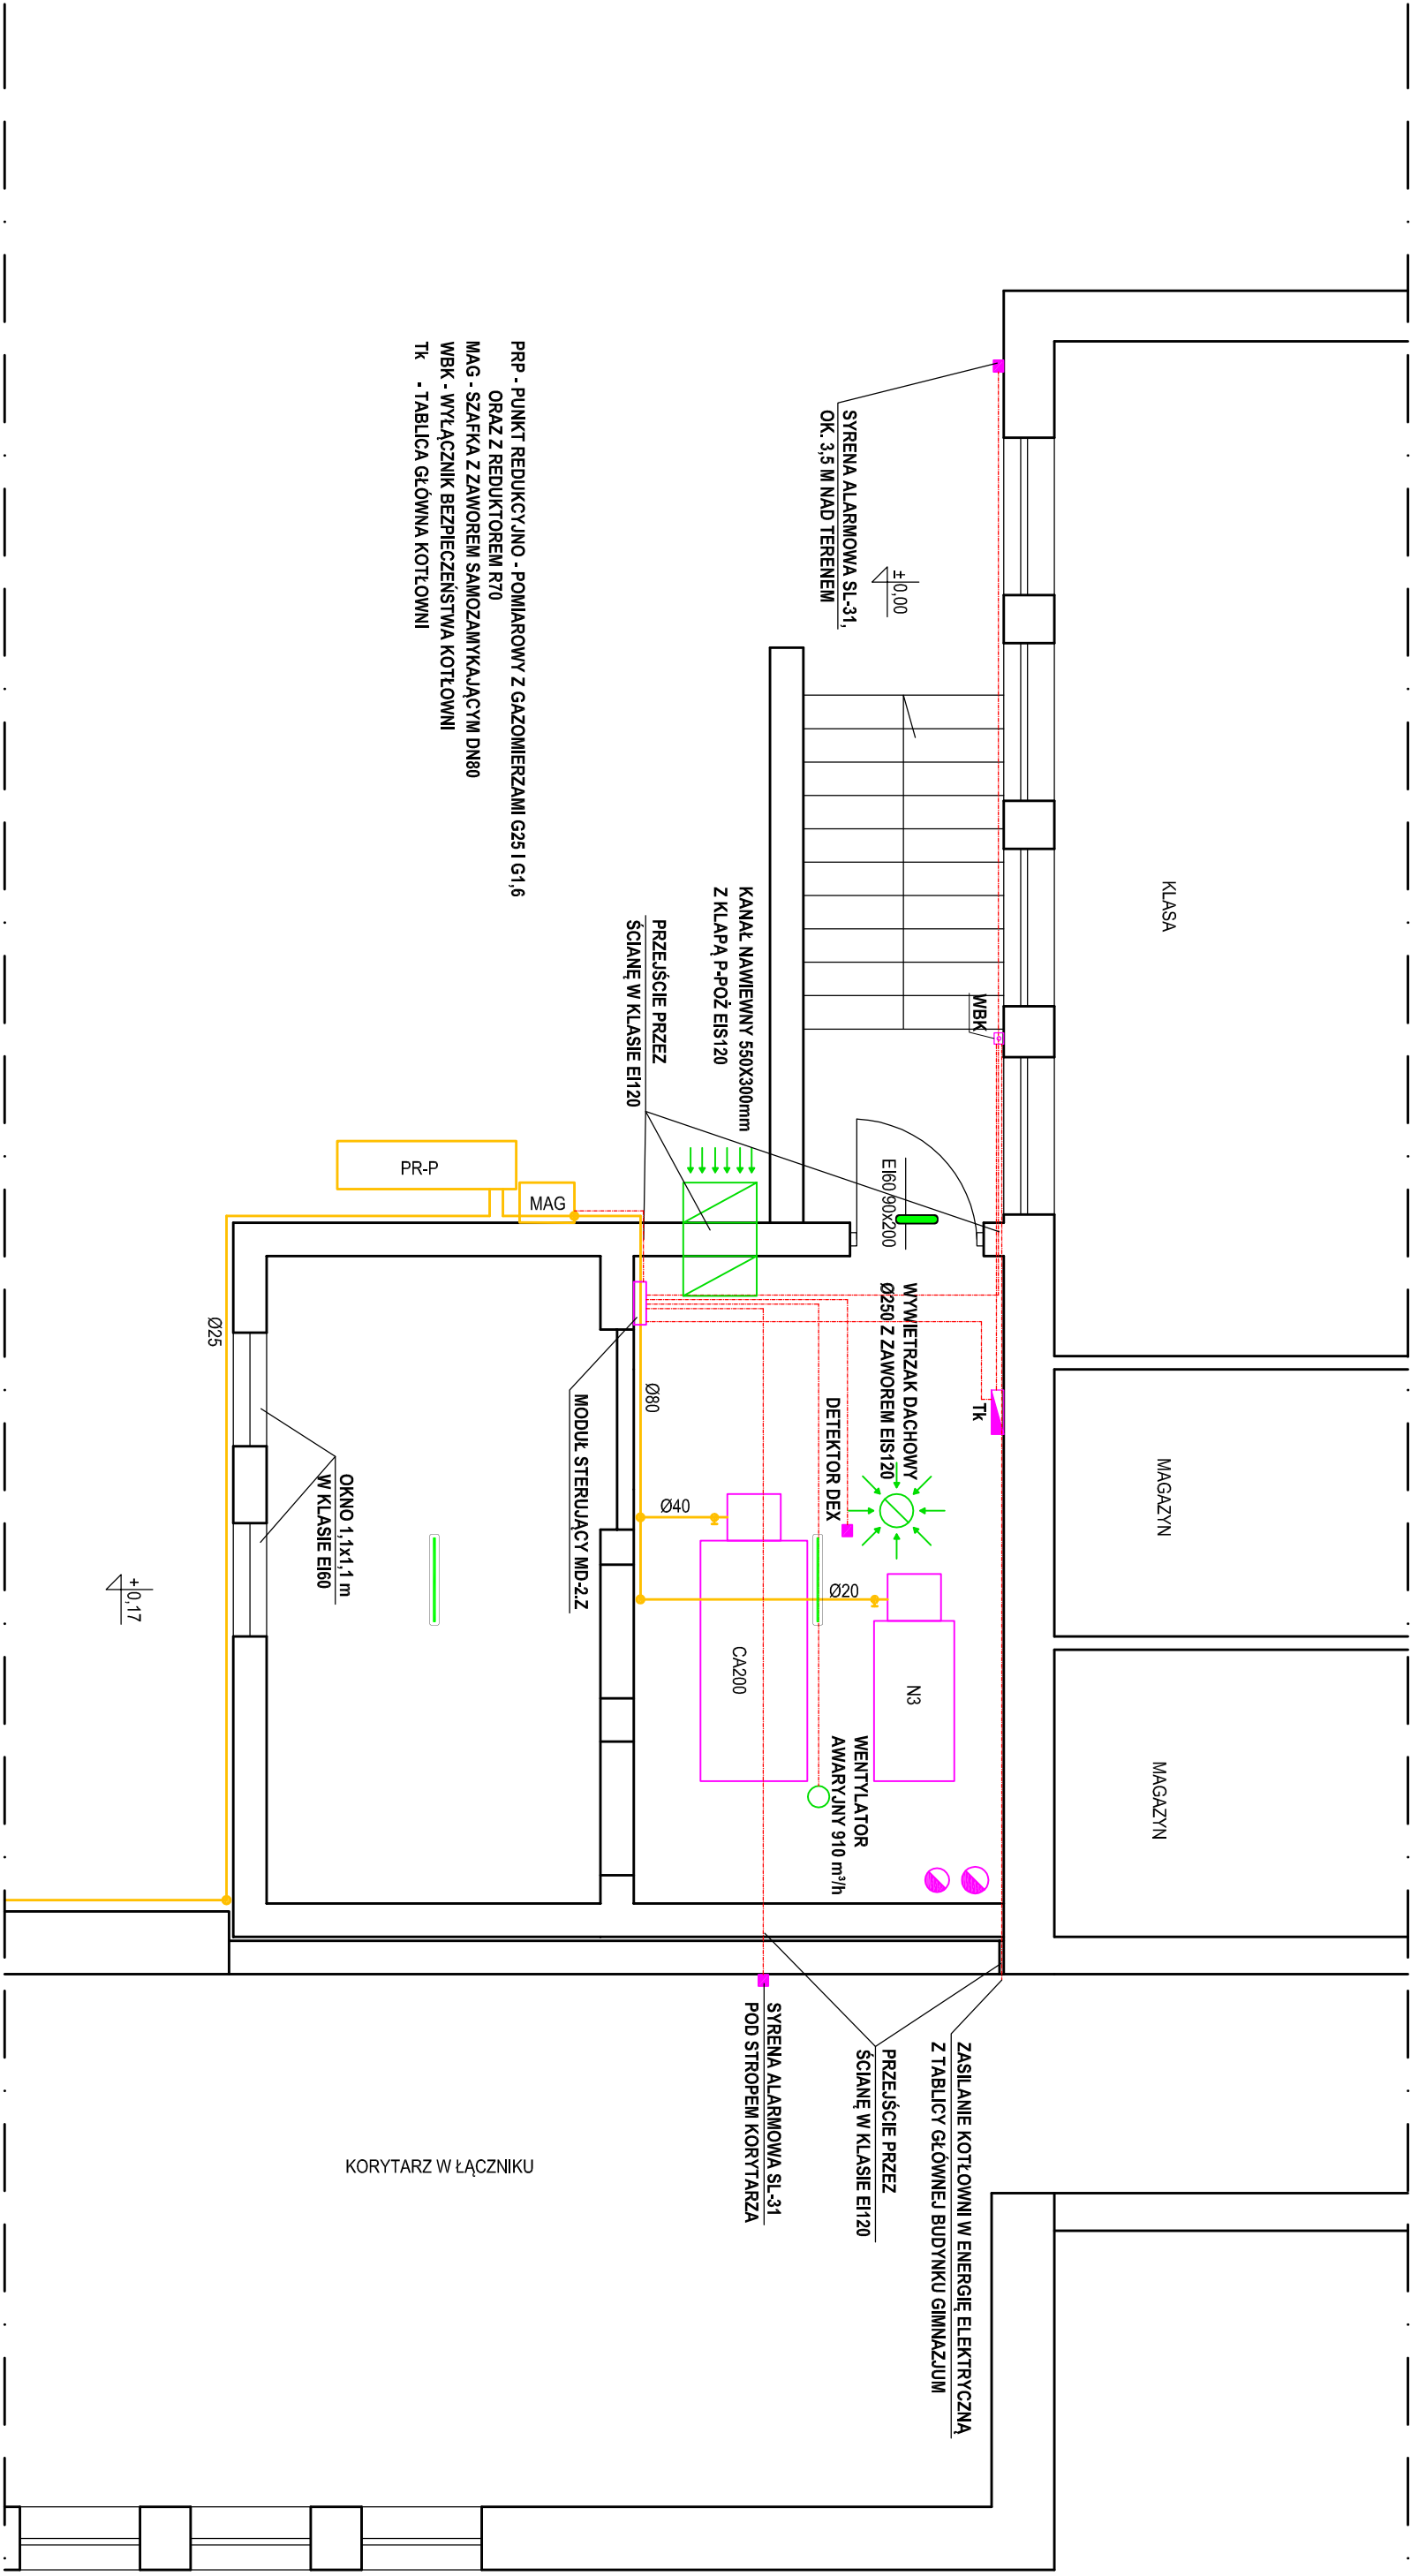 KLASA
MAGAZYN
MAGAZYN
SYRENA ALARMOWA SL-31,
OK. 3,5 M NAD TERENEM
±0,00
WBK
EI60 90x200
KANAŁ NAWIEWNY 550X300mm
Z KLAPĄ P-POŻ EIS120
PRZEJŚCIE PRZEZ
ŚCIANĘ W KLASIE EI120
PRP - PUNKT REDUKCYJNO - POMIAROWY Z GAZOMIERZAMI G25 I G1,6
ORAZ Z REDUKTOREM R70
MAG - SZAFKA Z ZAWOREM SAMOZAMYKAJĄCYM DN80
WBK - WYŁĄCZNIK BEZPIECZEŃSTWA KOTŁOWNI
Tk - TABLICA GŁÓWNA KOTŁOWNI
PR-P
MAG
WYWIETRZAK DACHOWY
Ø250 Z ZAWOREM EIS120
Tk
DETEKTOR DEX
Ø80
Ø40
Ø20
Ø25
MODUŁ STERUJĄCY MD-2.Z
OKNO 1,1x1,1 m
W KLASIE EI60
+0,17
CA200
N3
WENTYLATOR
AWARYJNY 910 m³/h
ZASILANIE KOTŁOWNI W ENERGIĘ ELEKTRYCZNĄ
Z TABLICY GŁÓWNEJ BUDYNKU GIMNAZJUM
PRZEJŚCIE PRZEZ
ŚCIANĘ W KLASIE EI120
SYRENA ALARMOWA SL-31
POD STROPEM KORYTARZA
KORYTARZ W ŁĄCZNIKU